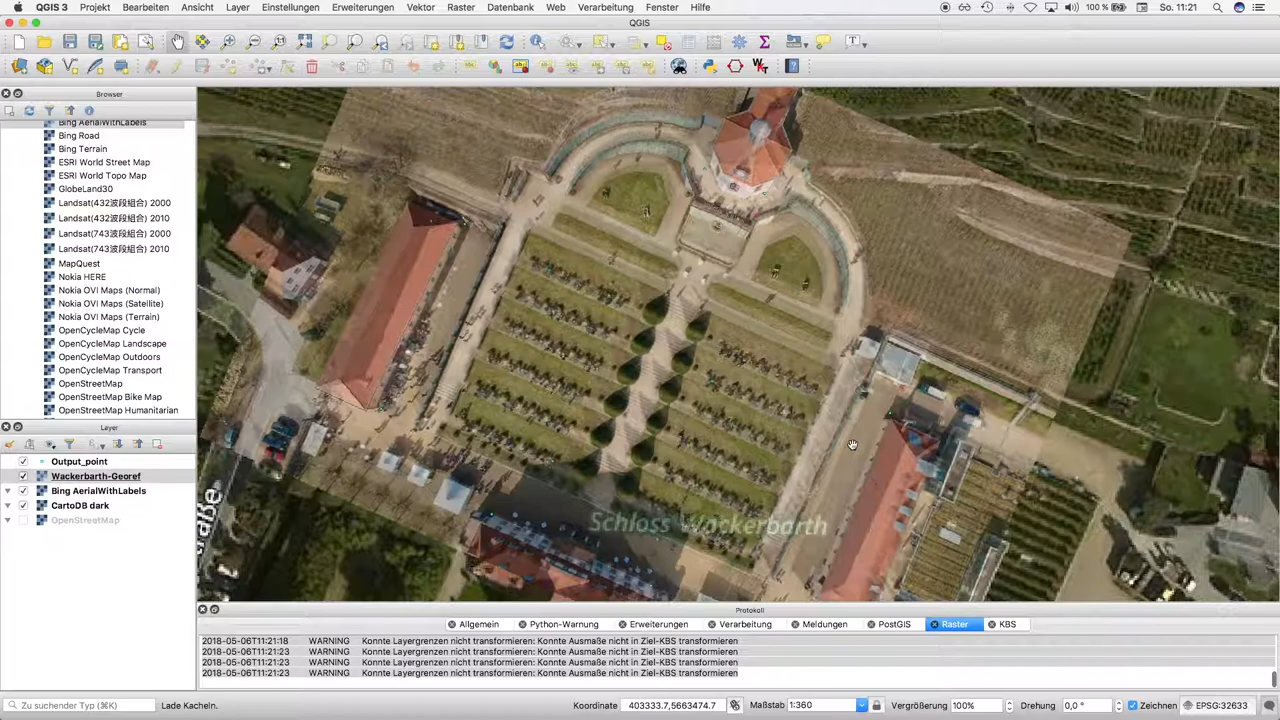 QGIS 3 Projekt Bearbeiten Ansicht Layer Einstellungen Erweiterungen Vektor Raster Datenbank Web Verarbeitung Fenster Hilfe 100 % So. 11:21
QGIS
Browser
Bing AerialWithLabels
Bing Road
Bing Terrain
ESRI World Street Map
ESRI World Topo Map
GlobeLand30
Landsat(432波段組合) 2000
Landsat(432波段組合) 2010
Landsat(743波段組合) 2000
Landsat(743波段組合) 2010
MapQuest
Nokia HERE
Nokia OVI Maps (Normal)
Nokia OVI Maps (Satellite)
Nokia OVI Maps (Terrain)
OpenCycleMap Cycle
OpenCycleMap Landscape
OpenCycleMap Outdoors
OpenCycleMap Transport
OpenStreetMap
OpenStreetMap Bike Map
OpenStreetMap Humanitarian
Layer
Output_point
Wackerbarth-Georef
Bing AerialWithLabels
CartoDB dark
OpenStreetMap
Schloss Wackerbarth
Protokoll
Allgemein Python-Warnung Erweiterungen Verarbeitung Meldungen PostGIS Raster KBS
2018-05-06T11:21:18 WARNING Konnte Layergrenzen nicht transformieren: Konnte Ausmaße nicht in Ziel-KBS transformieren
2018-05-06T11:21:23 WARNING Konnte Layergrenzen nicht transformieren: Konnte Ausmaße nicht in Ziel-KBS transformieren
2018-05-06T11:21:23 WARNING Konnte Layergrenzen nicht transformieren: Konnte Ausmaße nicht in Ziel-KBS transformieren
2018-05-06T11:21:23 WARNING Konnte Layergrenzen nicht transformieren: Konnte Ausmaße nicht in Ziel-KBS transformieren
Zu suchender Typ (⌘K) Lade Kacheln. Koordinate 403333.7,5663474.7 Maßstab 1:360 Vergrößerung 100% Drehung 0,0 ° Zeichnen EPSG:32633